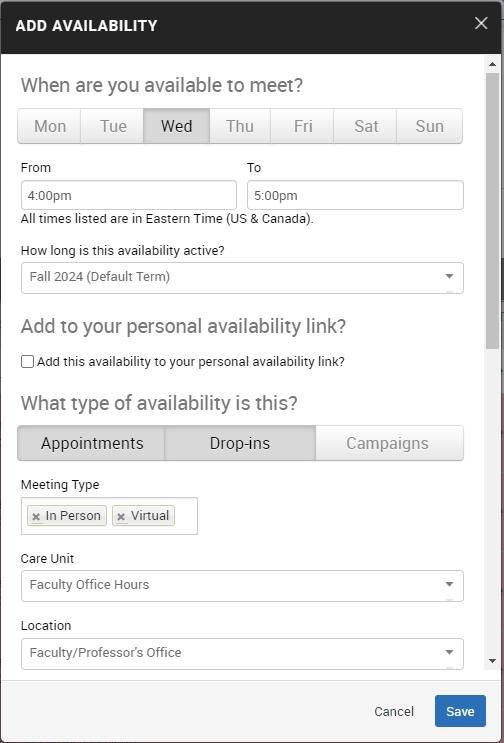 ADD AVAILABILITY
When are you available to meet?
Mon Tue Wed Thu Fri Sat Sun
From To
4:00pm 5:00pm
All times listed are in Eastern Time (US & Canada).
How long is this availability active?
Fall 2024 (Default Term)
Add to your personal availability link?
Add this availability to your personal availability link?
What type of availability is this?
Appointments Drop-ins Campaigns
Meeting Type
In Person Virtual
Care Unit
Faculty Office Hours
Location
Faculty/Professor's Office
Cancel Save